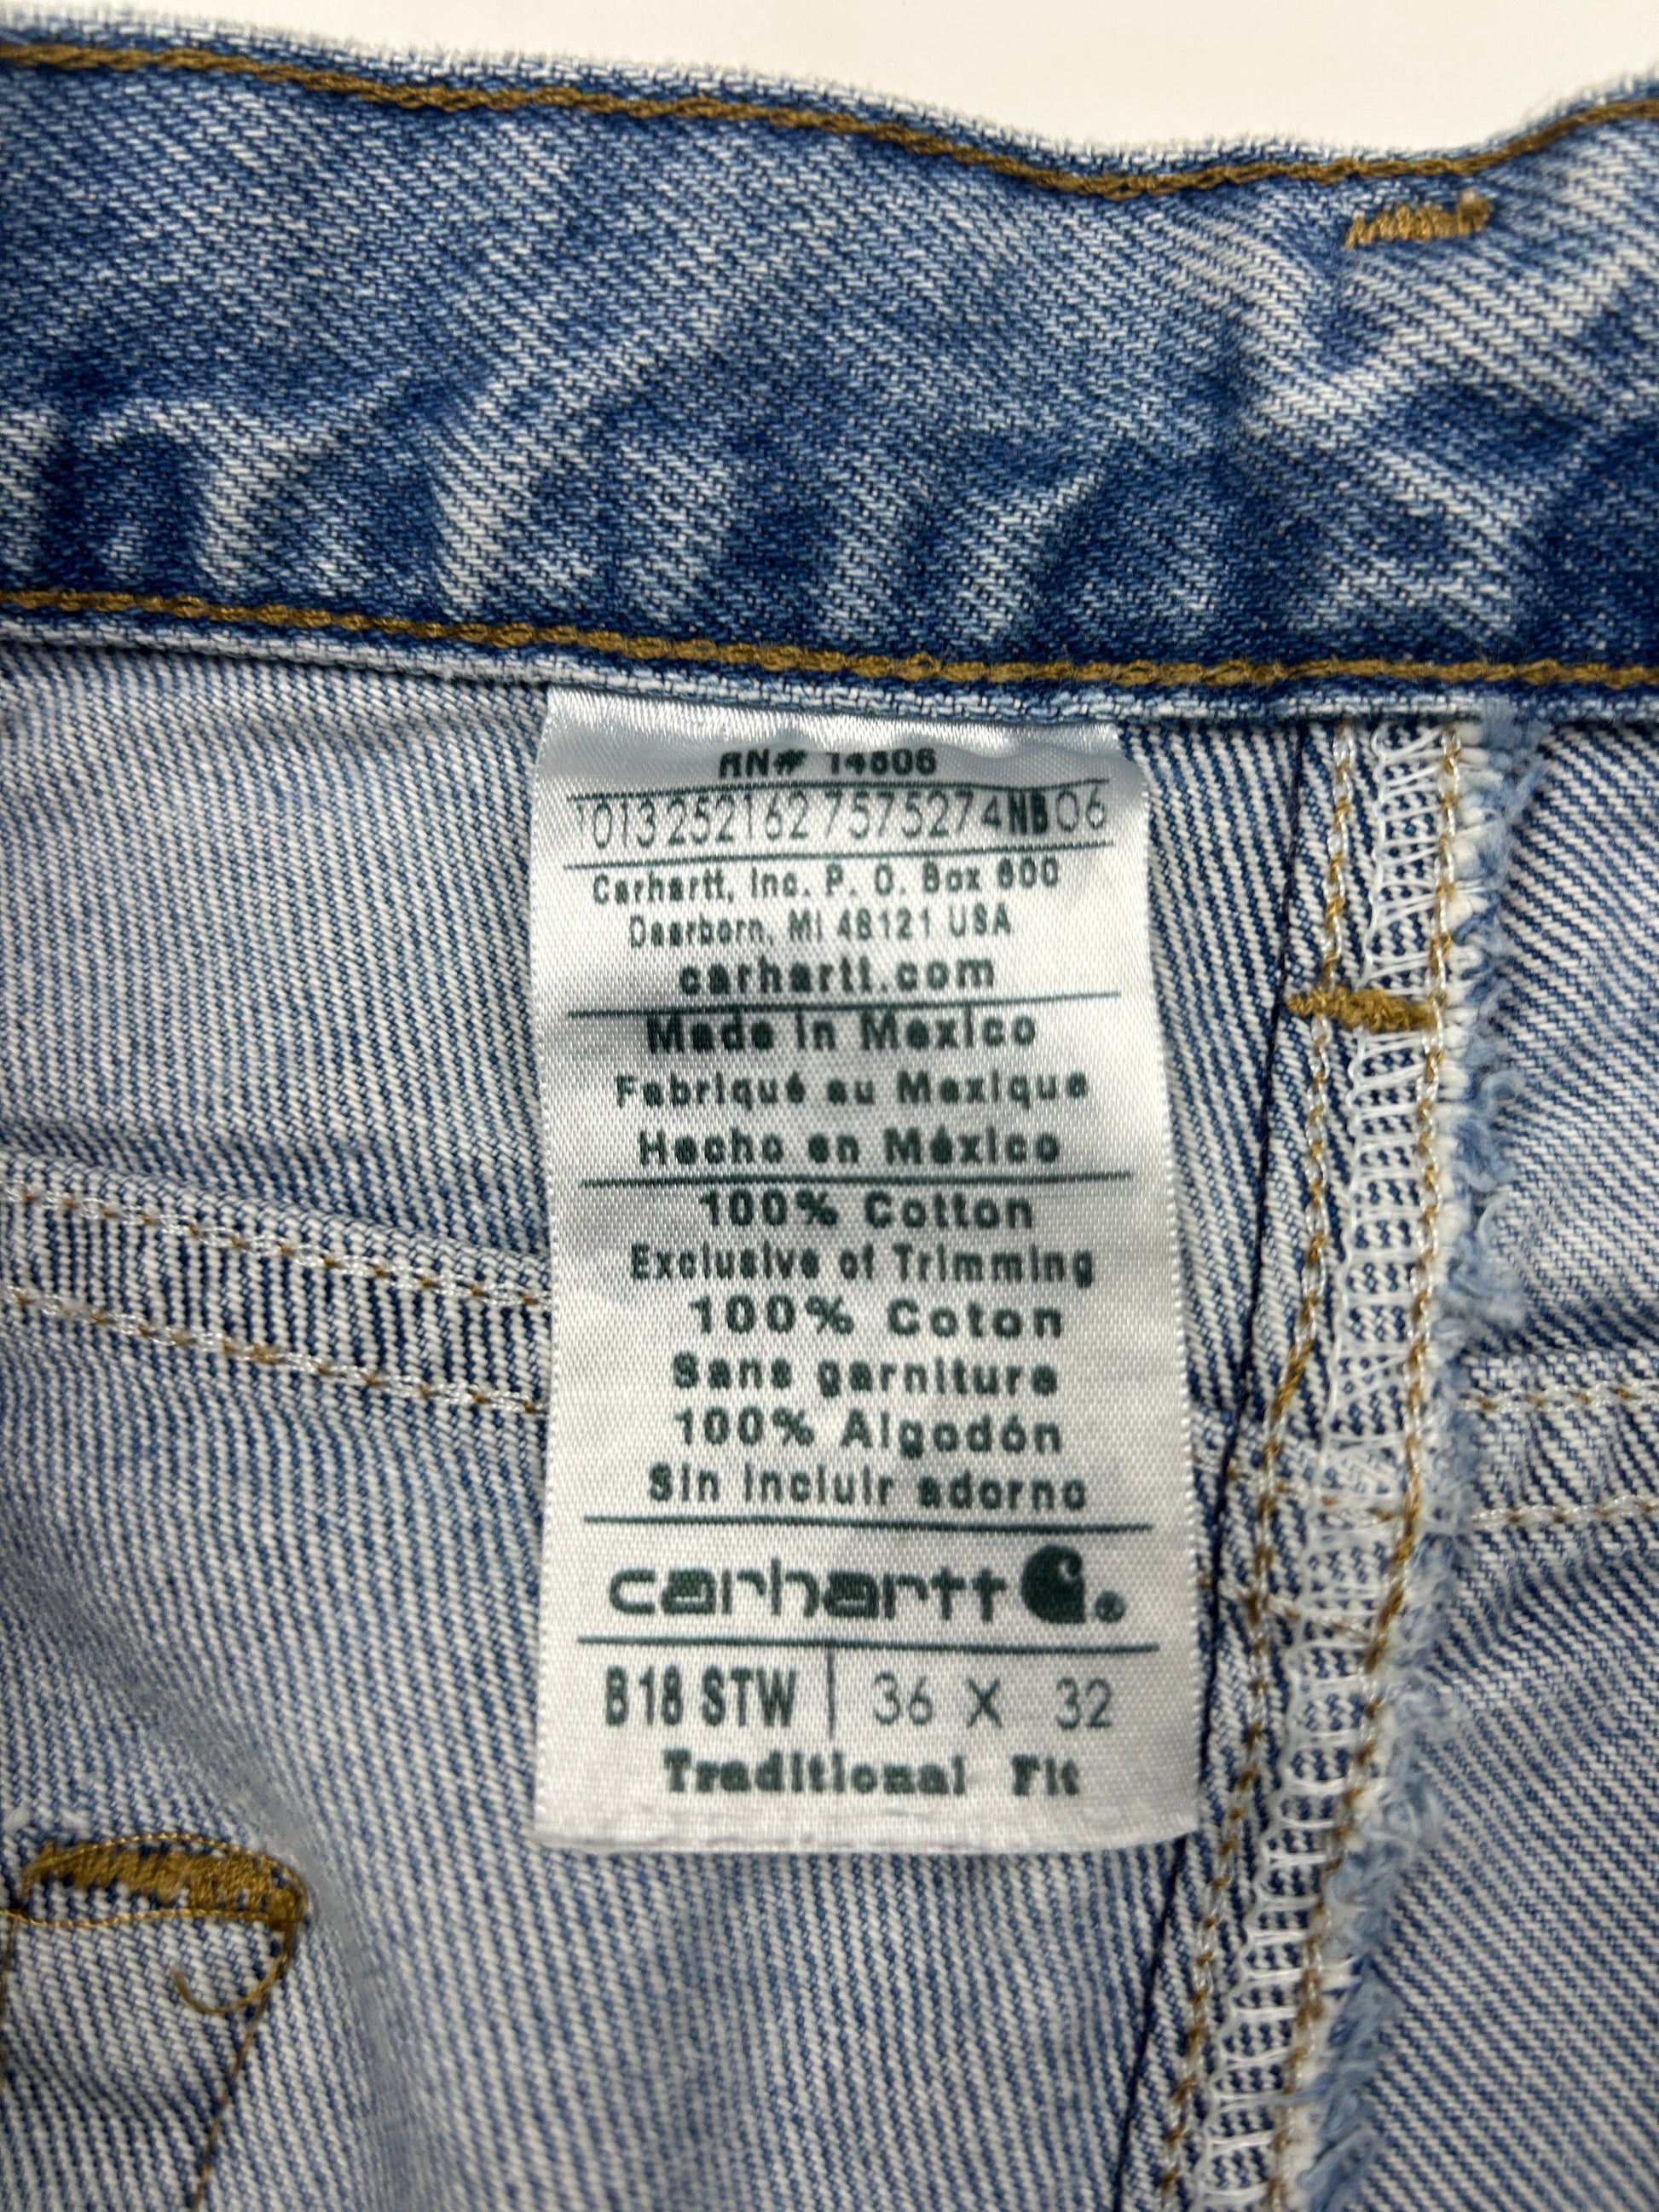 RN# 14806
1013252162 7575274NB06
Carhartt, Inc. P. O. Box 600
Dearborn, MI 48121 USA
carhartt.com
Made in Mexico
Fabriqué au Mexique
Hecho en México
100% Cotton
Exclusive of Trimming
100% Coton
Sans garniture
100% Algodón
Sin incluir adorno
carhartt ®
B18 STW | 36 X 32
Traditional Fit